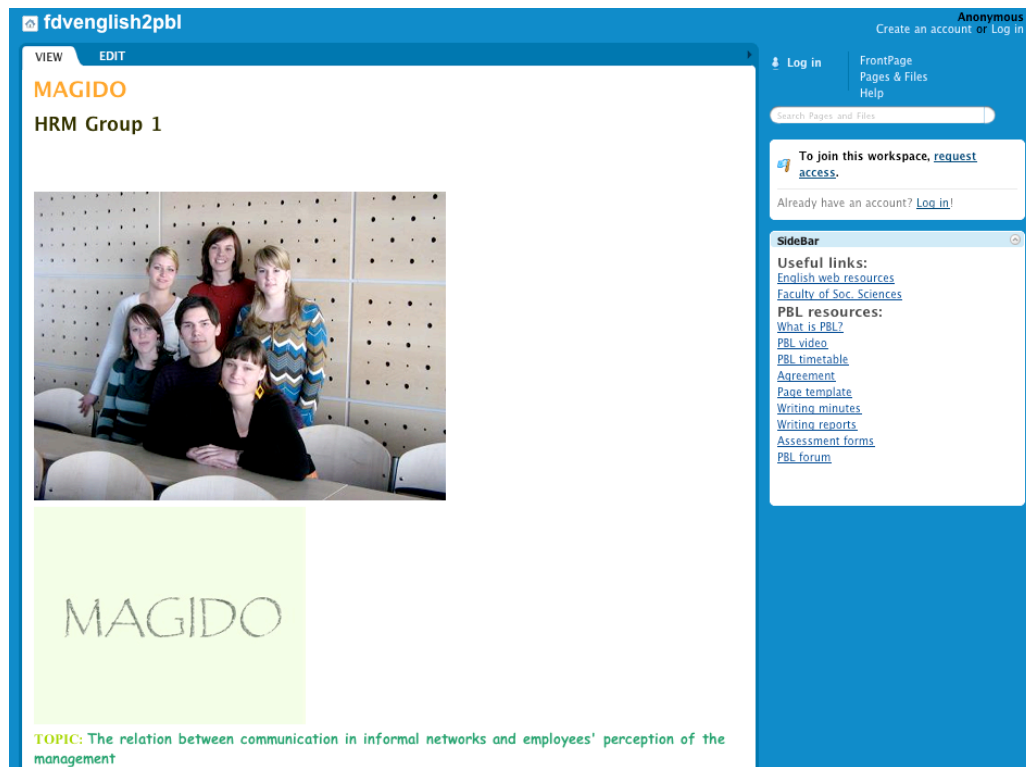 fdvenglish2pbl
Anonymous
Create an account or Log in
VIEW
EDIT
MAGIDO
HRM Group 1
MAGIDO
TOPIC: The relation between communication in informal networks and employees' perception of the
management
Log in
FrontPage
Pages & Files
Help
Search Pages and Files
To join this workspace, request
access.
Already have an account? Log in!
SideBar
Useful links:
English web resources
Faculty of Soc. Sciences
PBL resources:
What is PBL?
PBL video
PBL timetable
Agreement
Page template
Writing minutes
Writing reports
Assessment forms
PBL forum